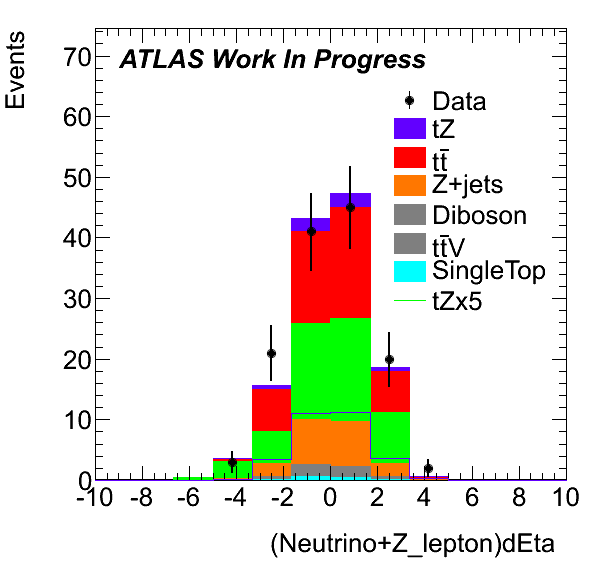 ATLAS Work In Progress
Events
70
60
50
40
30
20
10
0
Data
tZ
tt̄
Z+jets
Diboson
tt̄V
SingleTop
tZx5
-10 -8 -6 -4 -2 0 2 4 6 8 10
(Neutrino+Z_lepton)dEta